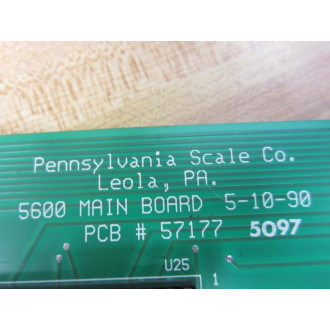 Pennsylvania Scale Co.
Leola, PA.
5600 MAIN BOARD 5-10-90
PCB # 57177 5097
U25
1